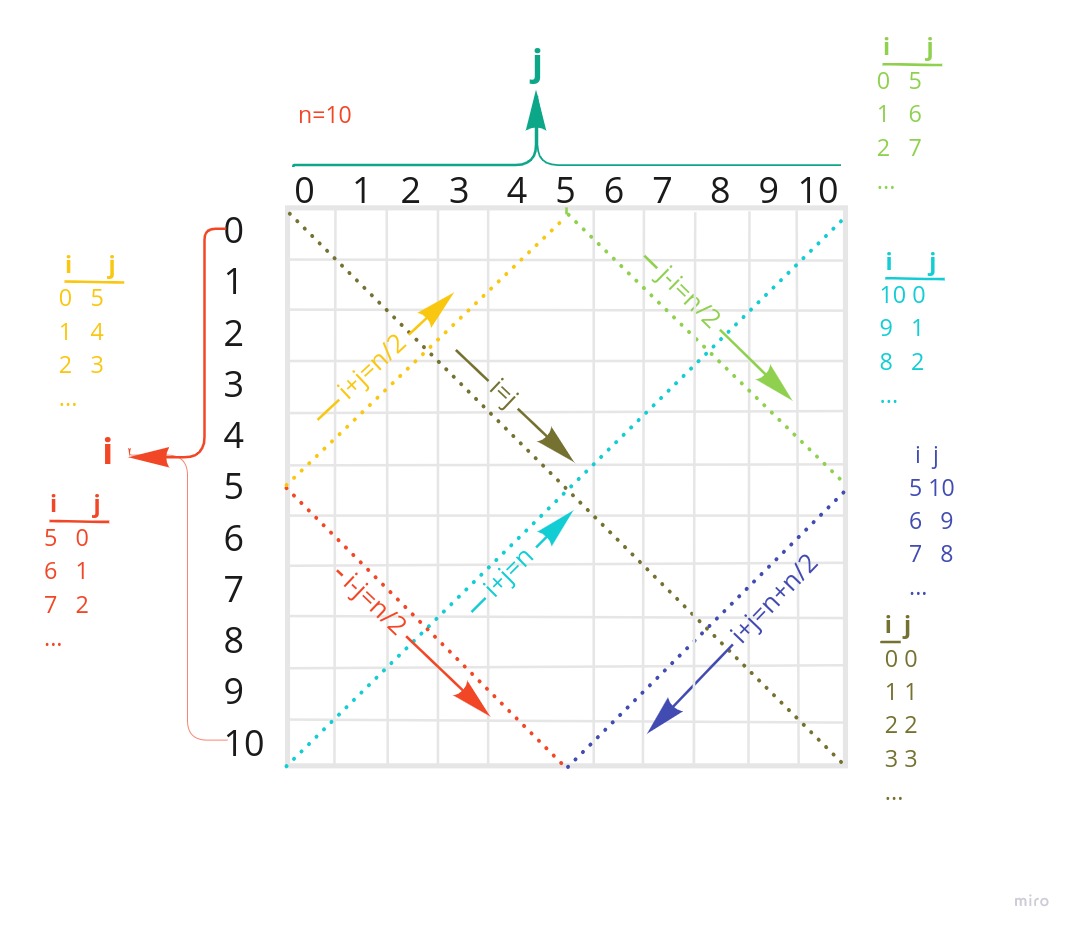 j
n=10
0 1 2 3 4 5 6 7 8 9 10
0
1
2
3
4
5
6
7
8
9
10
i
i j
0 5
1 4
2 3
...
i j
5 0
6 1
7 2
...
i+j=n/2
i=j
j-i=n/2
i-j=n/2
i+j=n
i+j=n+n/2
i j
0 5
1 6
2 7
...
i j
10 0
9 1
8 2
...
i j
5 10
6 9
7 8
...
i j
0 0
1 1
2 2
3 3
...
miro